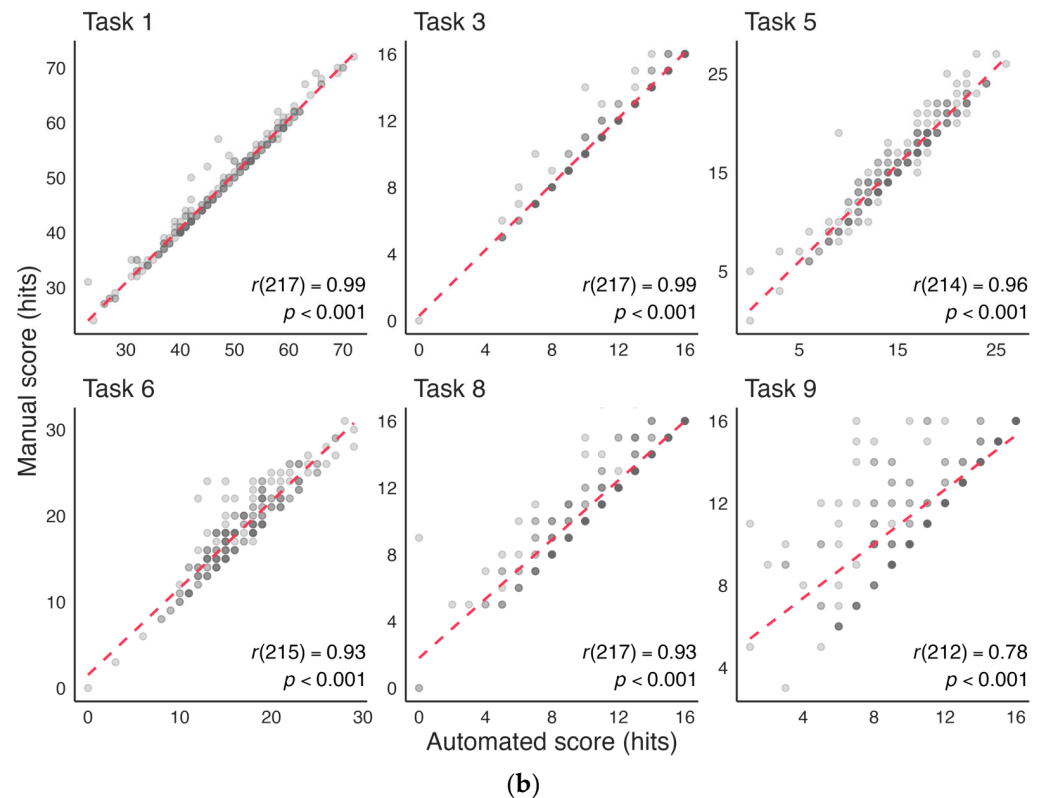 Task 1
Task 3
Task 5
70
60
50
40
30
16
12
8
4
0
25
15
5
r(217) = 0.99
p < 0.001
r(217) = 0.99
p < 0.001
r(214) = 0.96
p < 0.001
30 40 50 60 70
0 4 8 12 16
5 15 25
Manual score (hits)
Task 6
Task 8
Task 9
30
20
10
0
16
12
8
4
0
16
12
8
4
r(215) = 0.93
p < 0.001
r(217) = 0.93
p < 0.001
r(212) = 0.78
p < 0.001
0 10 20 30
0 4 8 12 16
4 8 12 16
Automated score (hits)
(b)